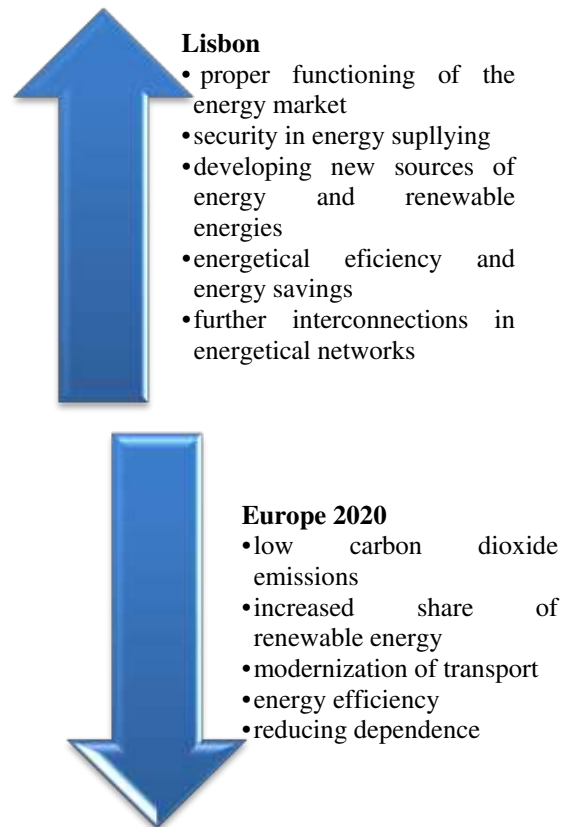 Lisbon
• proper functioning of the
energy market
•security in energy supllying
•developing new sources of
energy and renewable
energies
•energetical eficiency and
energy savings
•further interconnections in
energetical networks
Europe 2020
•low carbon dioxide
emissions
•increased share of
renewable energy
•modernization of transport
•energy efficiency
•reducing dependence